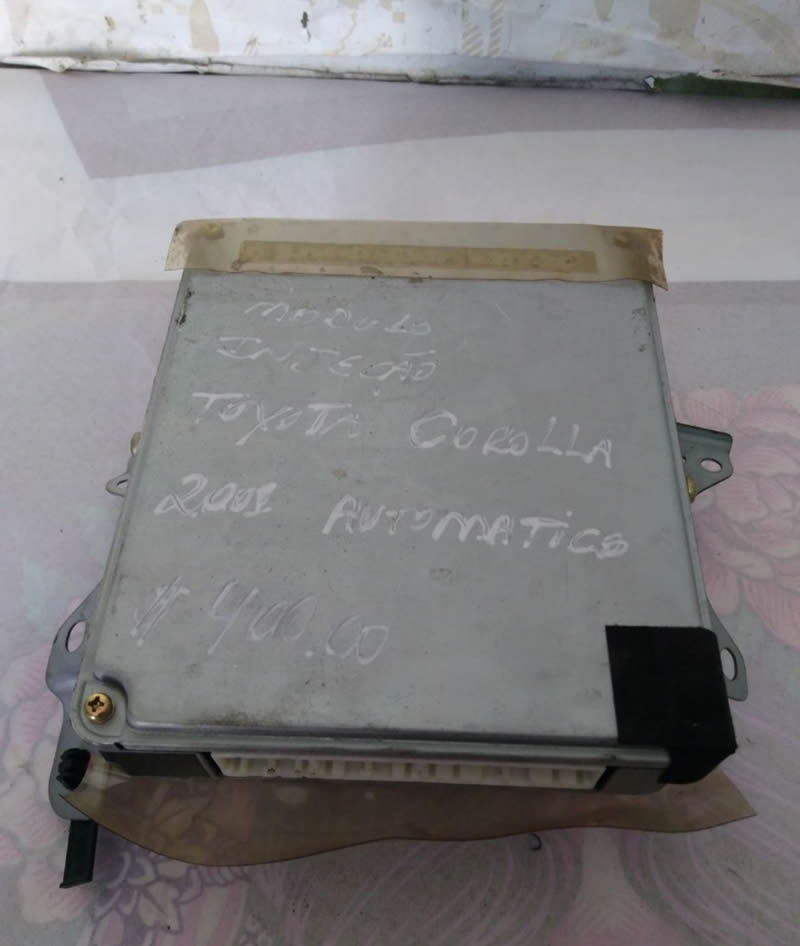 MODULO
INJEÇÃO
TOYOTA COROLLA
2001 AUTOMATICO
$ 400.00